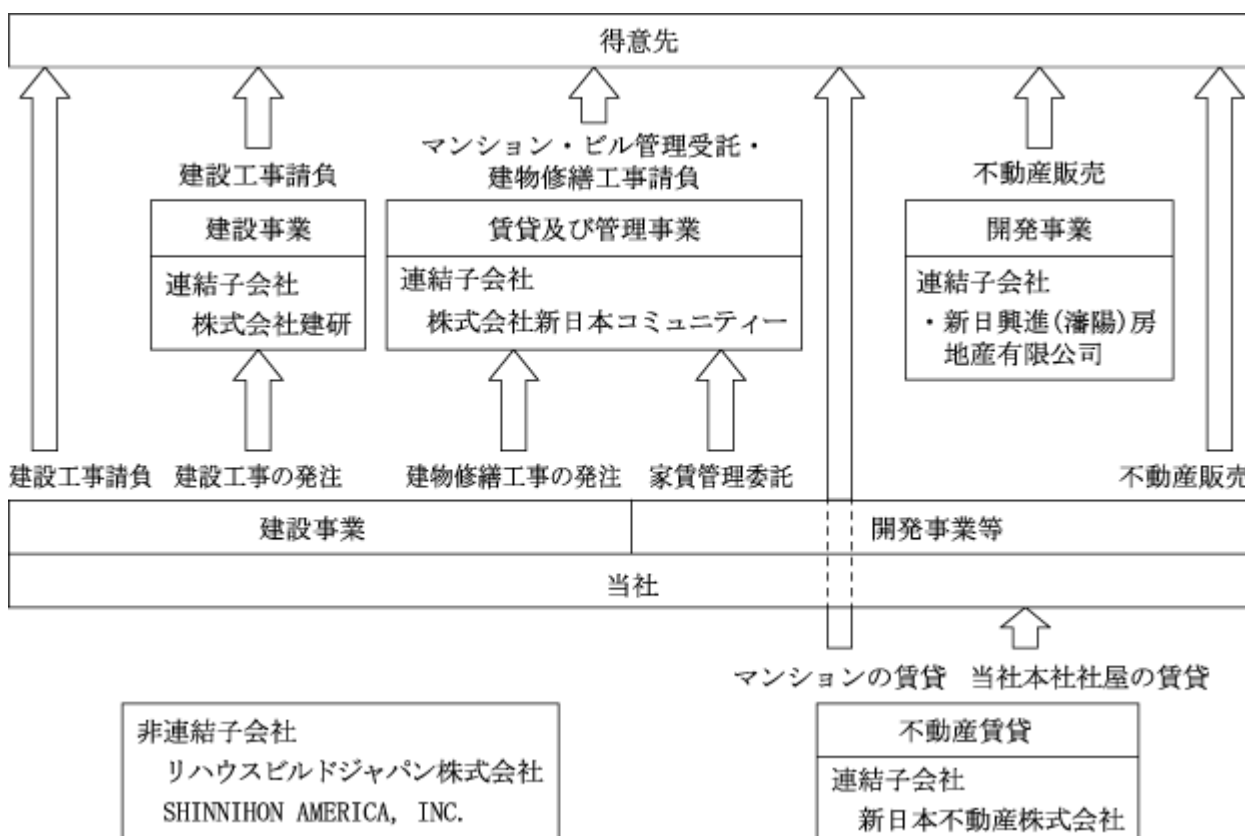 得意先
マンション・ビル管理受託・
建設工事請負
建物修繕工事請負
不動産販売
建設事業
連結子会社
株式会社建研
賃貸及び管理事業
連結子会社
株式会社新日本コミュニティー
開発事業
連結子会社
・新日興進(瀋陽)房
地産有限公司
建設工事請負
建設工事の発注
建物修繕工事の発注
家賃管理委託
不動産販売
建設事業
開発事業等
当社
マンションの賃貸
当社本社社屋の賃貸
非連結子会社
リハウスビルドジャパン株式会社
SHINNIHON AMERICA, INC.
不動産賃貸
連結子会社
新日本不動産株式会社